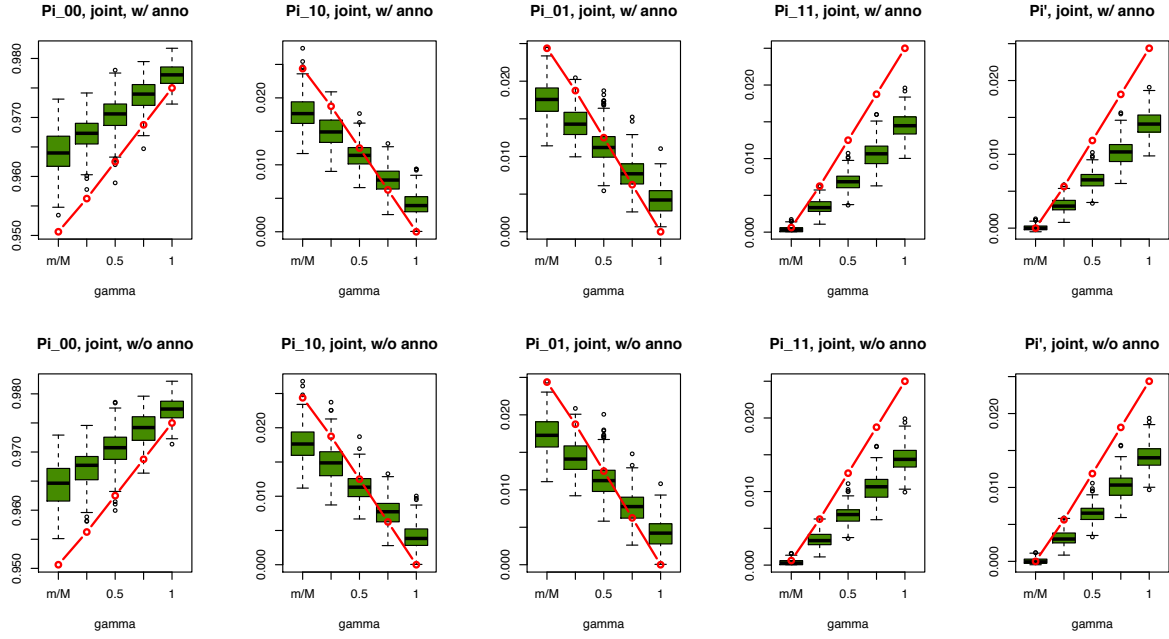 Pi_00, joint, w/ anno
Pi_10, joint, w/ anno
Pi_01, joint, w/ anno
Pi_11, joint, w/ anno
Pi', joint, w/ anno
0.950 0.960 0.970 0.980
0.000 0.010 0.020
0.000 0.010 0.020
0.000 0.010 0.020
0.000 0.010 0.020
m/M 0.5 1
m/M 0.5 1
m/M 0.5 1
m/M 0.5 1
m/M 0.5 1
gamma
gamma
gamma
gamma
gamma
Pi_00, joint, w/o anno
Pi_10, joint, w/o anno
Pi_01, joint, w/o anno
Pi_11, joint, w/o anno
Pi', joint, w/o anno
0.950 0.960 0.970 0.980
0.000 0.010 0.020
0.000 0.010 0.020
0.000 0.010 0.020
0.000 0.010 0.020
m/M 0.5 1
m/M 0.5 1
m/M 0.5 1
m/M 0.5 1
m/M 0.5 1
gamma
gamma
gamma
gamma
gamma